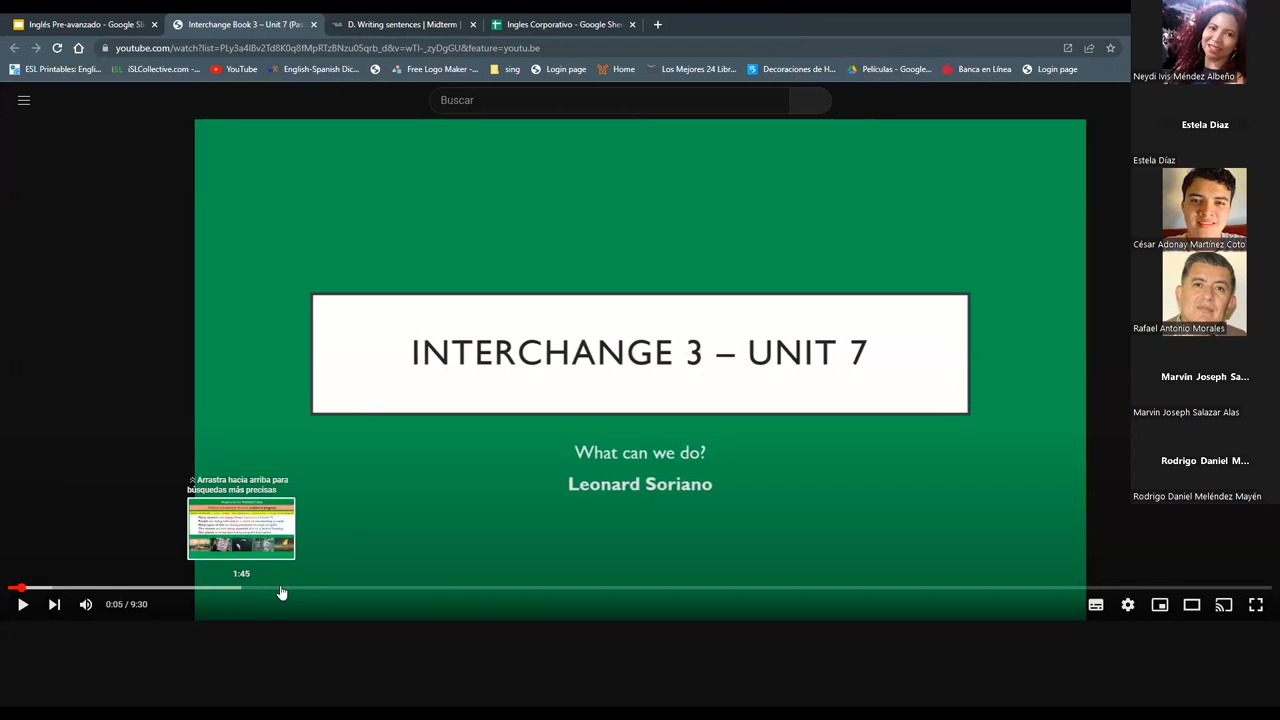 Inglés Pre-avanzado - Google Sli
Interchange Book 3 – Unit 7 (Pas
D. Writing sentences | Midterm |
Ingles Corporativo - Google She
youtube.com/watch?list=PLy3a4lBv2Td8K0q8fMpRTzBNzu05qrb_d&v=wTI-_zyDgGU&feature=youtu.be
ESL Printables: Engli...
iSLCollective.com -...
YouTube
English-Spanish Dic...
Free Logo Maker -...
sing
Login page
Home
Los Mejores 24 Libr...
Decoraciones de H...
Películas - Google...
Banca en Línea
Login page
Buscar
INTERCHANGE 3 – UNIT 7
What can we do?
Leonard Soriano
Arrastra hacia arriba para
búsquedas más precisas
1:45
0:05 / 9:30
Neydi Ivis Méndez Albeño
Estela Díaz
Estela Díaz
César Adonay Martínez Coto
Rafael Antonio Morales
Marvin Joseph Sa...
Marvin Joseph Salazar Alas
Rodrigo Daniel M...
Rodrigo Daniel Meléndez Mayén